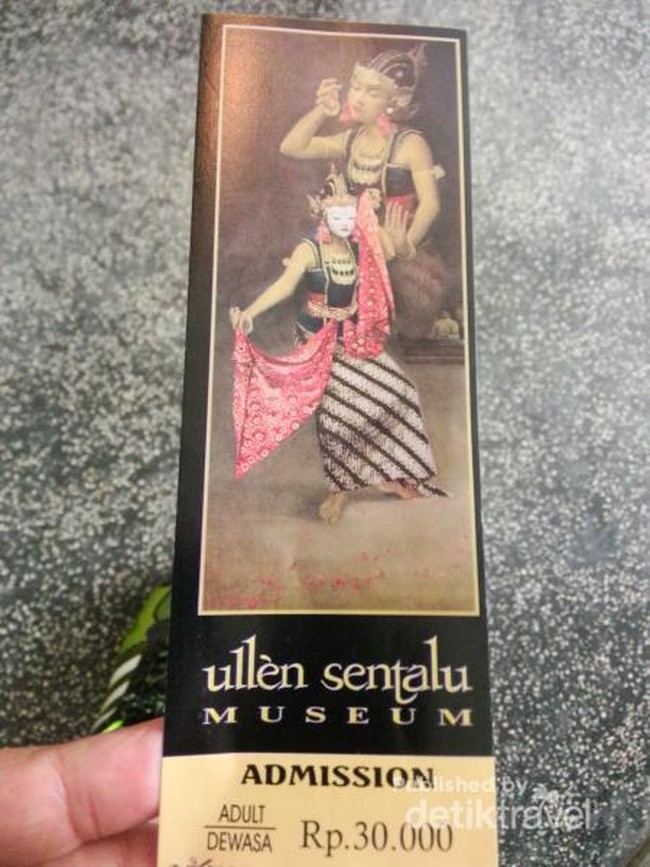 ullèn sentalu
MUSEUM
ADMISSION
ADULT
DEWASA
Rp.30.000
Published by
detiktravel